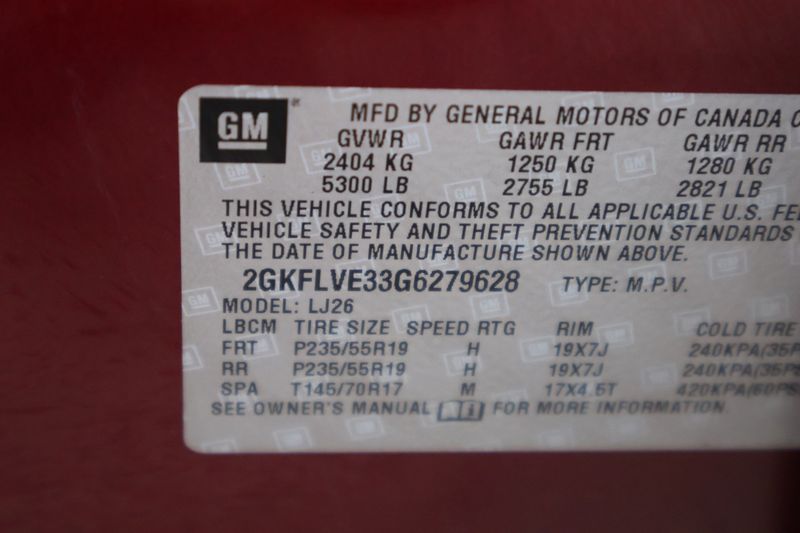 GM
MFD BY GENERAL MOTORS OF CANADA
GVWR GAWR FRT GAWR RR
2404 KG 1250 KG 1280 KG
5300 LB 2755 LB 2821 LB
THIS VEHICLE CONFORMS TO ALL APPLICABLE U.S.
VEHICLE SAFETY AND THEFT PREVENTION STANDARDS
THE DATE OF MANUFACTURE SHOWN ABOVE.
2GKFLVE33G6279628 TYPE: M.P.V.
MODEL: LJ26
LBCM TIRE SIZE SPEED RTG RIM COLD TIRE
FRT P235/55R19 H 19X7J 240KPA(35P
RR P235/55R19 H 19X7J 240KPA(35PS
SPA T145/70R17 M 17X4.5T 420KPA(60PS
SEE OWNER'S MANUAL FOR MORE INFORMATION